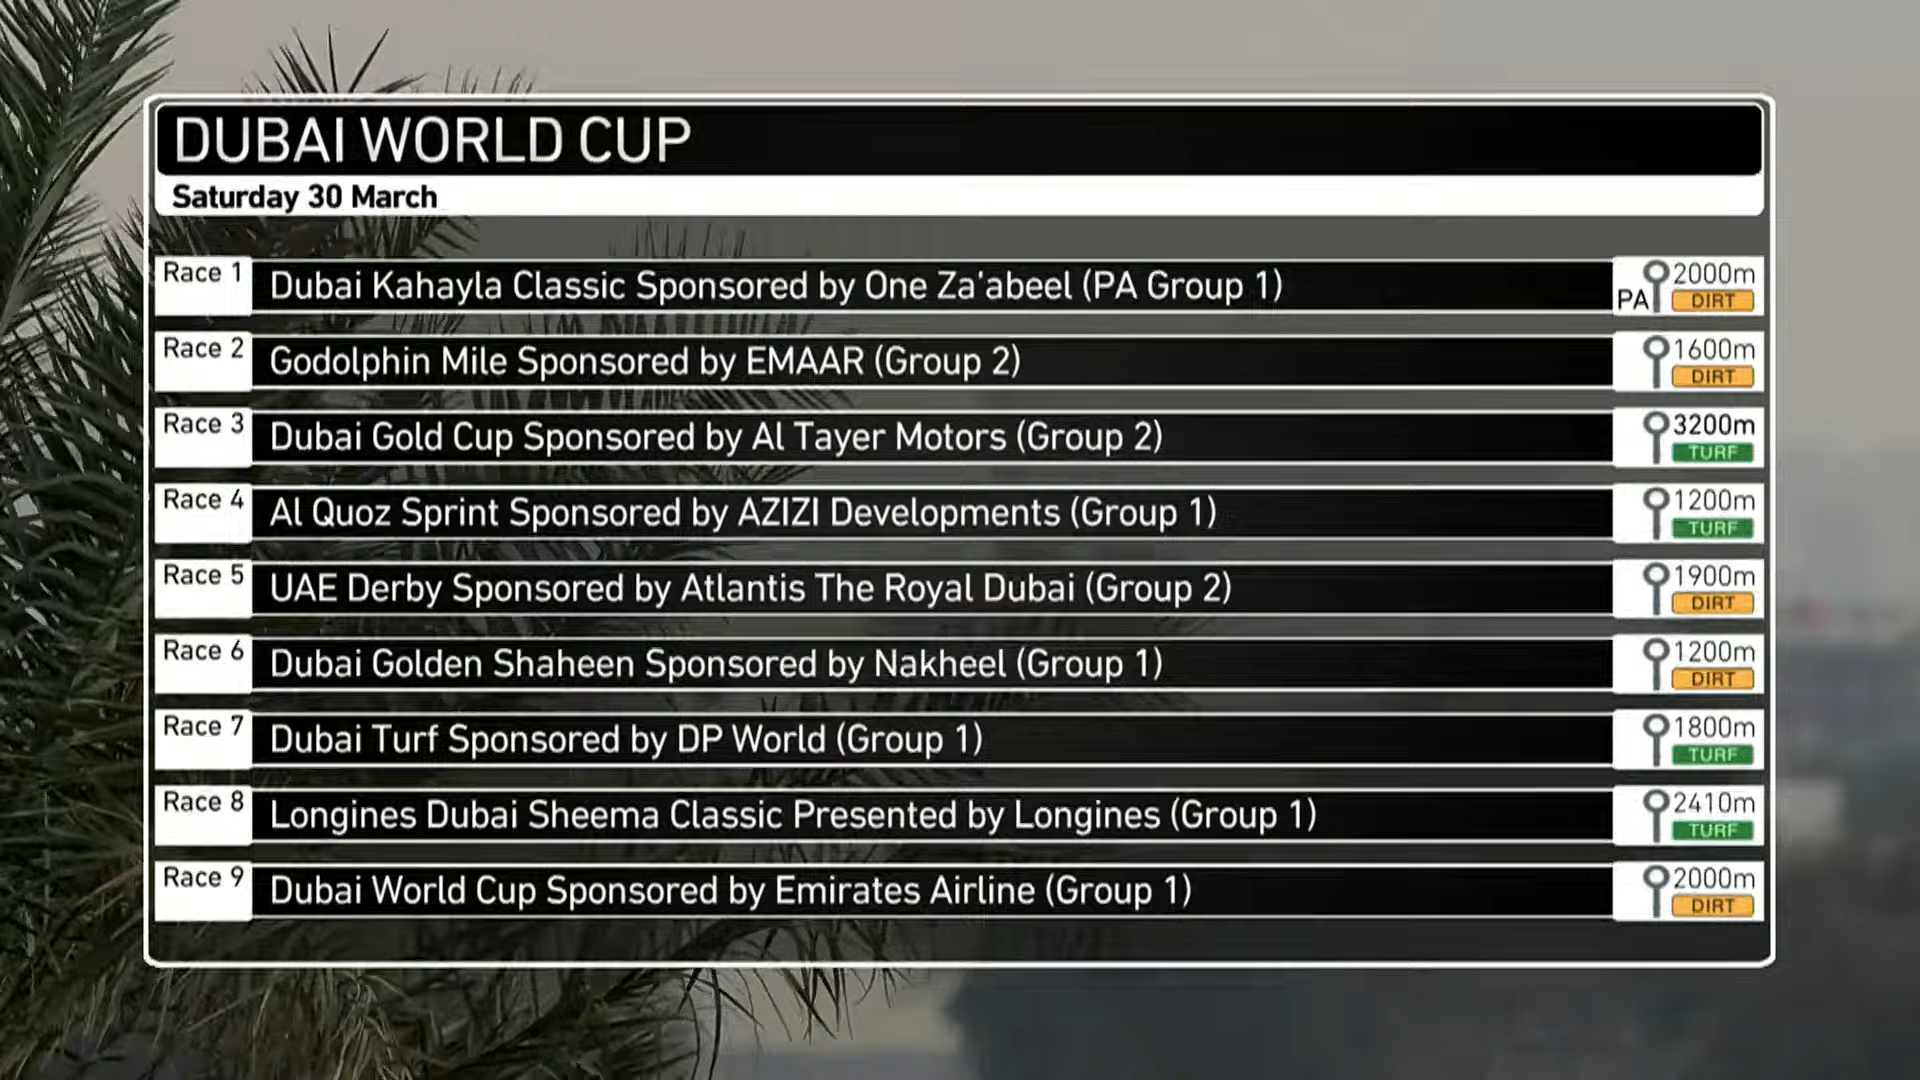 DUBAI WORLD CUP
Saturday 30 March
Race 1 Dubai Kahayla Classic Sponsored by One Za'abeel (PA Group 1) PA 2000m DIRT
Race 2 Godolphin Mile Sponsored by EMAAR (Group 2) 1600m DIRT
Race 3 Dubai Gold Cup Sponsored by Al Tayer Motors (Group 2) 3200m TURF
Race 4 Al Quoz Sprint Sponsored by AZIZI Developments (Group 1) 1200m TURF
Race 5 UAE Derby Sponsored by Atlantis The Royal Dubai (Group 2) 1900m DIRT
Race 6 Dubai Golden Shaheen Sponsored by Nakheel (Group 1) 1200m DIRT
Race 7 Dubai Turf Sponsored by DP World (Group 1) 1800m TURF
Race 8 Longines Dubai Sheema Classic Presented by Longines (Group 1) 2410m TURF
Race 9 Dubai World Cup Sponsored by Emirates Airline (Group 1) 2000m DIRT